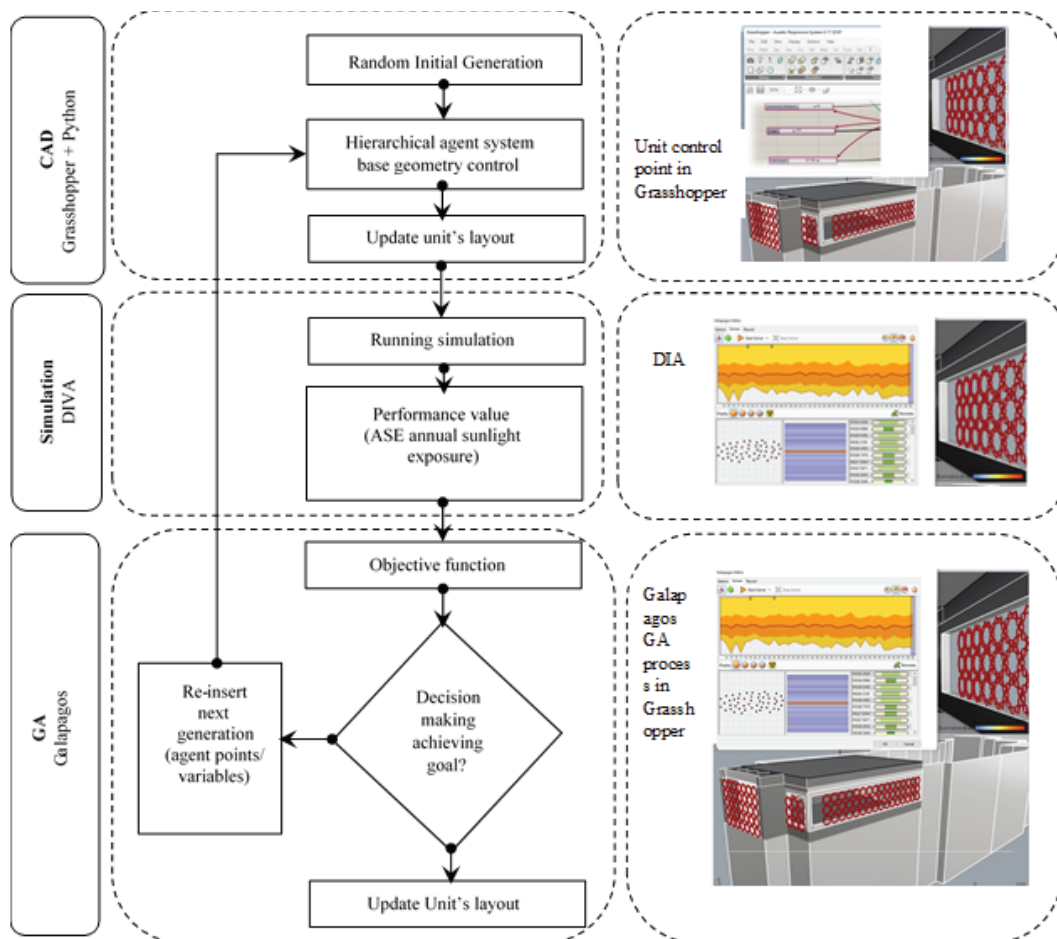 CAD
Grasshopper + Python
Random Initial Generation
Hierarchical agent system
base geometry control
Update unit's layout
Unit control
point in
Grasshopper
Simulation
DIVA
Running simulation
Performance value
(ASE annual sunlight
exposure)
DIA
GA
Galapagos
Objective function
Decision
making
achieving
goal?
Re-insert
next
generation
(agent points/
variables)
Update Unit's layout
Galap
agos
GA
proces
s in
Grassh
opper